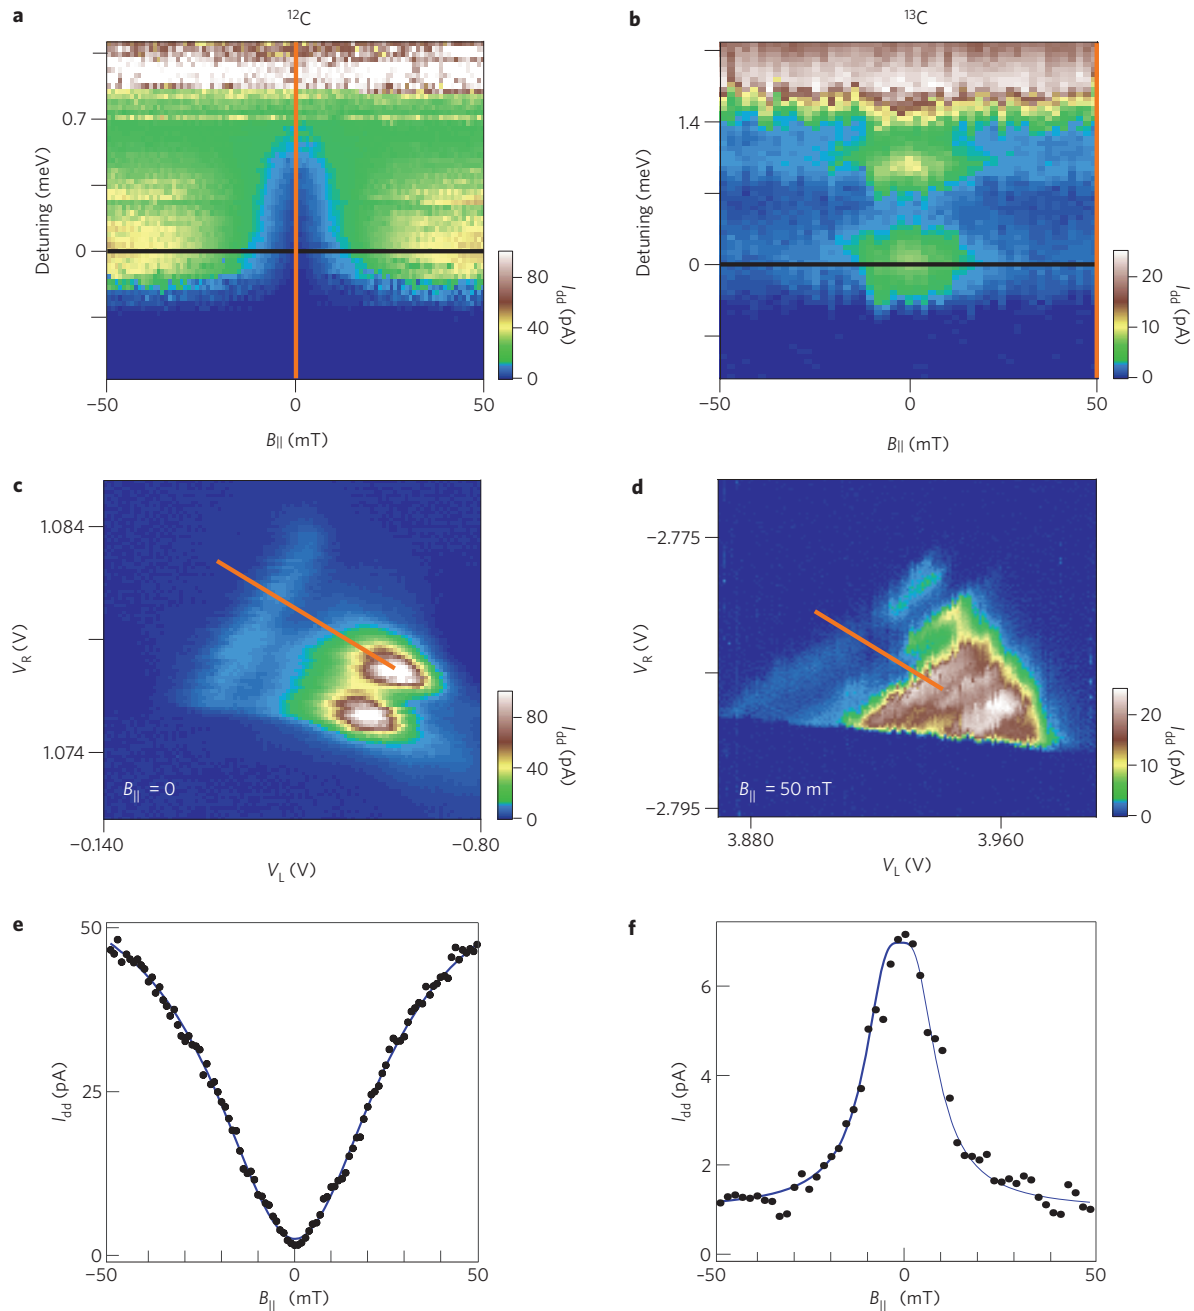 a
¹²C
0.7
0
Detuning (meV)
80
40
0
I_dd (pA)
−50
0
50
B_|| (mT)
b
¹³C
1.4
0
Detuning (meV)
20
10
0
I_dd (pA)
−50
0
50
B_|| (mT)
c
1.084
1.074
V_R (V)
B_|| = 0
80
40
0
I_dd (pA)
−0.140
−0.80
V_L (V)
d
−2.775
−2.795
V_R (V)
B_|| = 50 mT
20
10
0
I_dd (pA)
3.880
3.960
V_L (V)
e
50
25
0
I_dd (pA)
−50
0
50
B_|| (mT)
f
6
4
2
0
I_dd (pA)
−50
0
50
B_|| (mT)